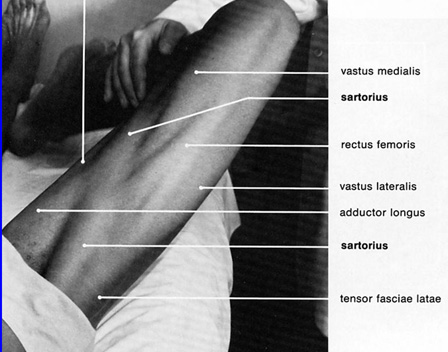 vastus medialis
sartorius
rectus femoris
vastus lateralis
adductor longus
sartorius
tensor fasciae latae